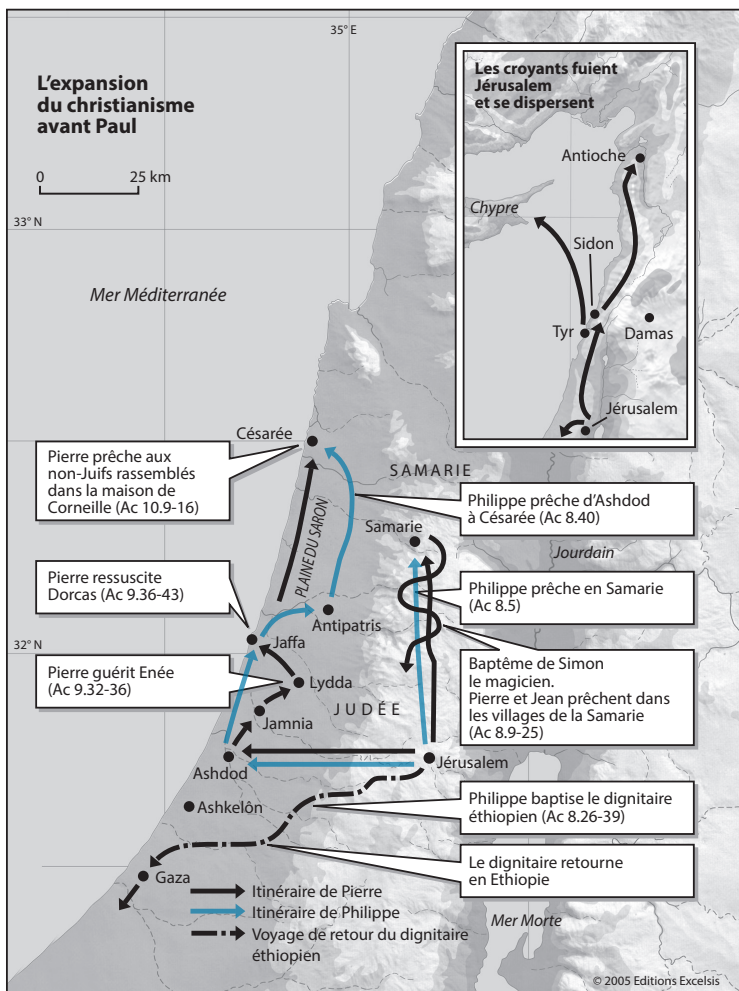 35° E
L'expansion
du christianisme
avant Paul
0 25 km
33° N
Mer Méditerranée
Les croyants fuient
Jérusalem
et se dispersent
Antioche
Chypre
Sidon
Tyr
Damas
Jérusalem
Césarée
Pierre prêche aux
non-Juifs rassemblés
dans la maison de
Corneille (Ac 10.9-16)
SAMARIE
Philippe prêche d'Ashdod
à Césarée (Ac 8.40)
Samarie
Jourdain
PLAINE DU SARON
Pierre ressuscite
Dorcas (Ac 9.36-43)
Philippe prêche en Samarie
(Ac 8.5)
Antipatris
32° N
Jaffa
Baptême de Simon
le magicien.
Pierre et Jean prêchent dans
les villages de la Samarie
(Ac 8.9-25)
Pierre guérit Enée
(Ac 9.32-36)
Lydda
JUDÉE
Jamnia
Ashdod
Jérusalem
Ashkelôn
Philippe baptise le dignitaire
éthiopien (Ac 8.26-39)
Le dignitaire retourne
en Ethiopie
Gaza
Itinéraire de Pierre
Itinéraire de Philippe
Voyage de retour du dignitaire
éthiopien
Mer Morte
© 2005 Editions Excelsis